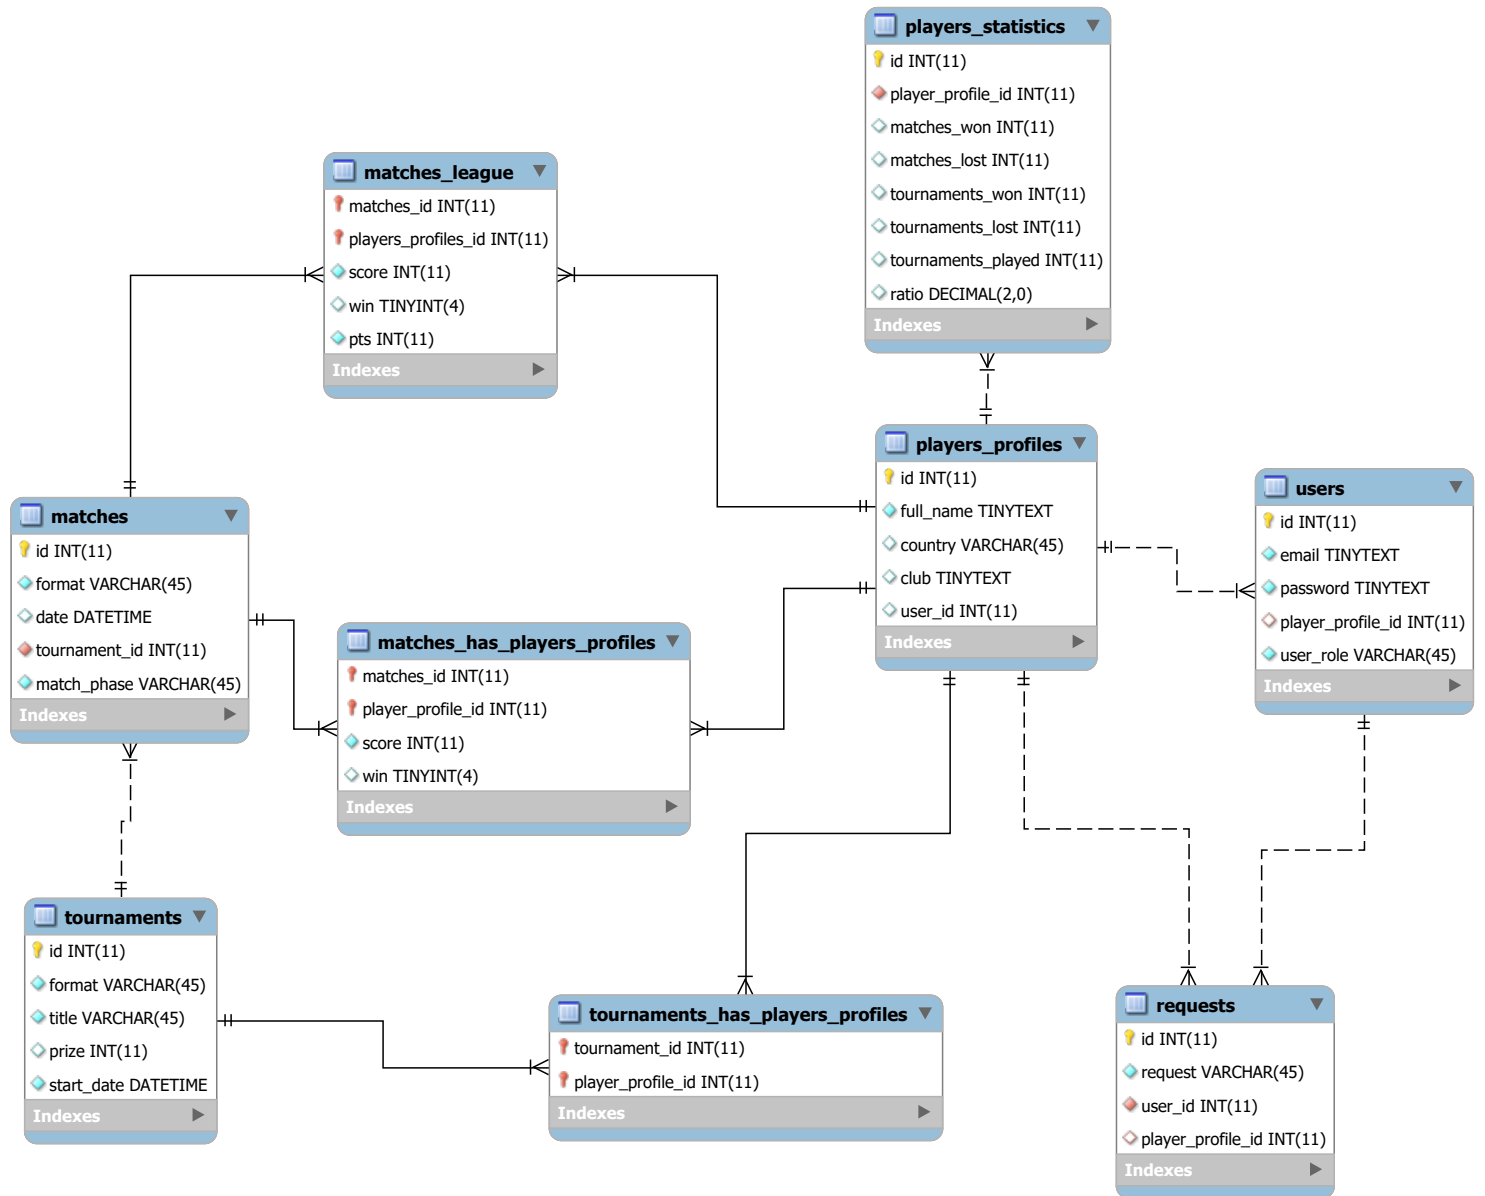 players_statistics
id INT(11)
player_profile_id INT(11)
matches_won INT(11)
matches_lost INT(11)
tournaments_won INT(11)
tournaments_lost INT(11)
tournaments_played INT(11)
ratio DECIMAL(2,0)
Indexes
matches_league
matches_id INT(11)
players_profiles_id INT(11)
score INT(11)
win TINYINT(4)
pts INT(11)
Indexes
players_profiles
id INT(11)
full_name TINYTEXT
country VARCHAR(45)
club TINYTEXT
user_id INT(11)
Indexes
users
id INT(11)
email TINYTEXT
password TINYTEXT
player_profile_id INT(11)
user_role VARCHAR(45)
Indexes
matches
id INT(11)
format VARCHAR(45)
date DATETIME
tournament_id INT(11)
match_phase VARCHAR(45)
Indexes
matches_has_players_profiles
matches_id INT(11)
player_profile_id INT(11)
score INT(11)
win TINYINT(4)
Indexes
tournaments
id INT(11)
format VARCHAR(45)
title VARCHAR(45)
prize INT(11)
start_date DATETIME
Indexes
tournaments_has_players_profiles
tournament_id INT(11)
player_profile_id INT(11)
Indexes
requests
id INT(11)
request VARCHAR(45)
user_id INT(11)
player_profile_id INT(11)
Indexes